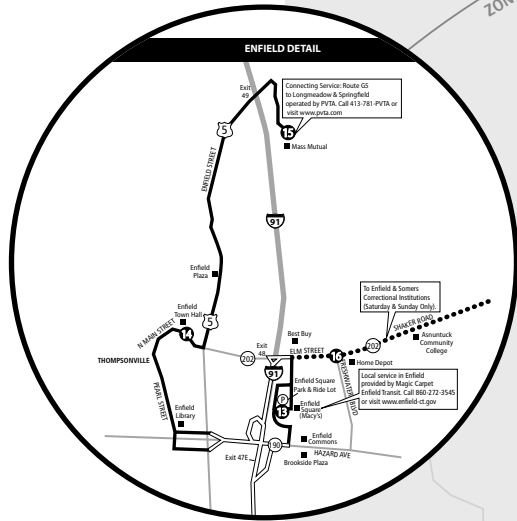 ZON
ENFIELD DETAIL
Exit
49
Connecting Service: Route G5
to Longmeadow & Springfield
operated by PVTA. Call 413-781-PVTA or
visit www.pvta.com
15
Mass Mutual
5
ENFIELD STREET
91
Enfield
Plaza
To Enfield & Somers
Correctional Institutions
(Saturday & Sunday Only).
Enfield
Town Hall
14
5
N MAIN STREET
THOMPSONVILLE
202
Exit
48
Best Buy
ELM STREET
16
202
SHAKER ROAD
Asnuntuck
Community
College
Home Depot
91
PEARL STREET
FRESHWATER BLVD
Enfield Square
Park & Ride Lot
P
13
Enfield
Square
(Macy's)
Local service in Enfield
provided by Magic Carpet
Enfield Transit. Call 860-272-3545
or visit www.enfield-ct.gov
Enfield
Library
190
Enfield
Commons
HAZARD AVE
Exit 47E
Brookside Plaza